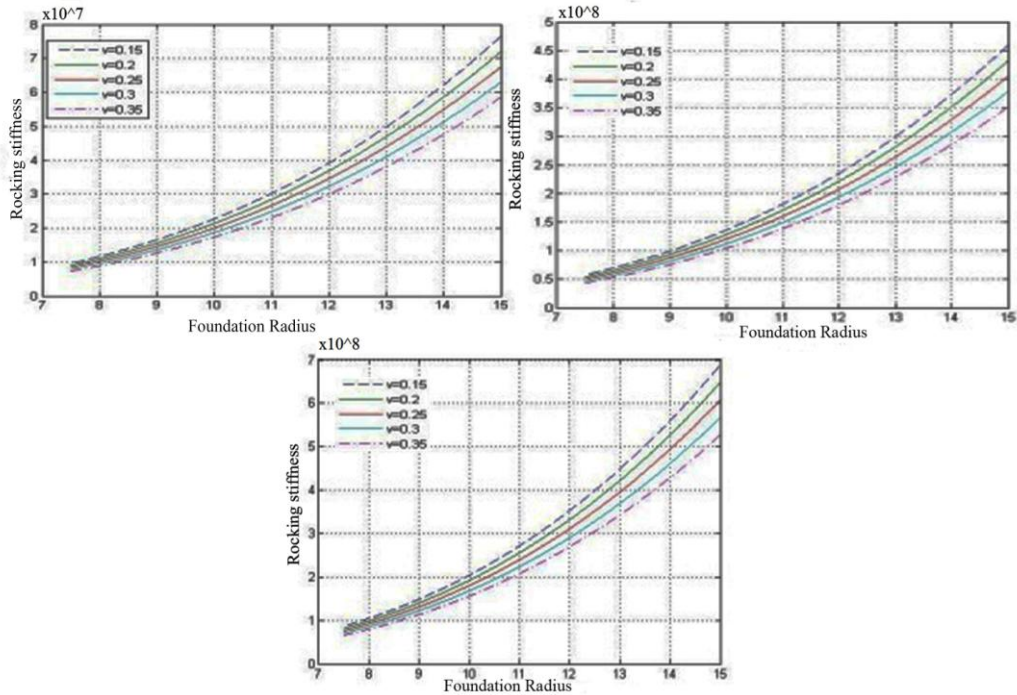 x10^7
8
7
6
5
4
3
2
1
0
Rocking stiffness
v=0.15
v=0.2
v=0.25
v=0.3
v=0.35
7 8 9 10 11 12 13 14 15
Foundation Radius
x10^8
5
4.5
4
3.5
3
2.5
2
1.5
1
0.5
0
Rocking stiffness
v=0.15
v=0.2
v=0.25
v=0.3
v=0.35
7 8 9 10 11 12 13 14 15
Foundation Radius
x10^8
7
6
5
4
3
2
1
0
Rocking stiffness
v=0.15
v=0.2
v=0.25
v=0.3
v=0.35
7 8 9 10 11 12 13 14 15
Foundation Radius